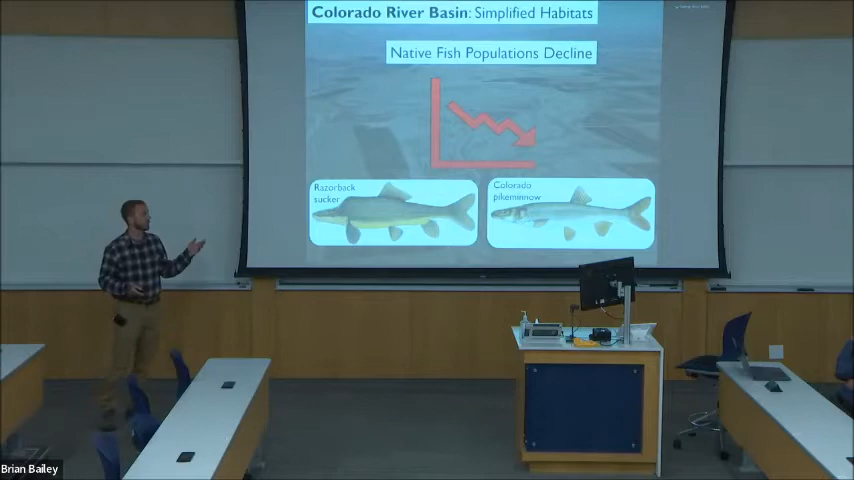 Colorado River Basin: Simplified Habitats
Native Fish Populations Decline
Razorback
sucker
Colorado
pikeminnow
Brian Bailey